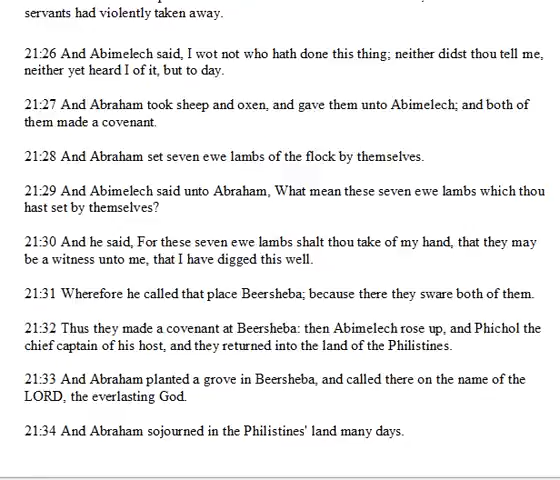 servants had violently taken away.
21:26 And Abimelech said, I wot not who hath done this thing; neither didst thou tell me,
neither yet heard I of it, but to day.
21:27 And Abraham took sheep and oxen, and gave them unto Abimelech; and both of
them made a covenant.
21:28 And Abraham set seven ewe lambs of the flock by themselves.
21:29 And Abimelech said unto Abraham, What mean these seven ewe lambs which thou
hast set by themselves?
21:30 And he said, For these seven ewe lambs shalt thou take of my hand, that they may
be a witness unto me, that I have digged this well.
21:31 Wherefore he called that place Beersheba; because there they sware both of them.
21:32 Thus they made a covenant at Beersheba: then Abimelech rose up, and Phichol the
chief captain of his host, and they returned into the land of the Philistines.
21:33 And Abraham planted a grove in Beersheba, and called there on the name of the
LORD, the everlasting God.
21:34 And Abraham sojourned in the Philistines' land many days.